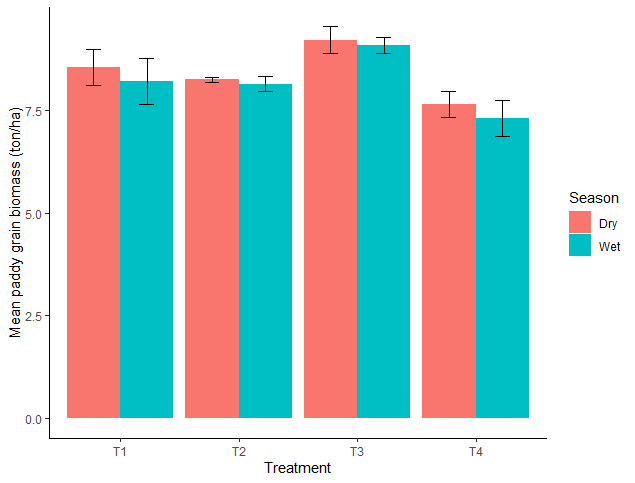 Mean paddy grain biomass (ton/ha)
7.5
5.0
2.5
0.0
T1 T2 T3 T4
Treatment
Season
Dry
Wet